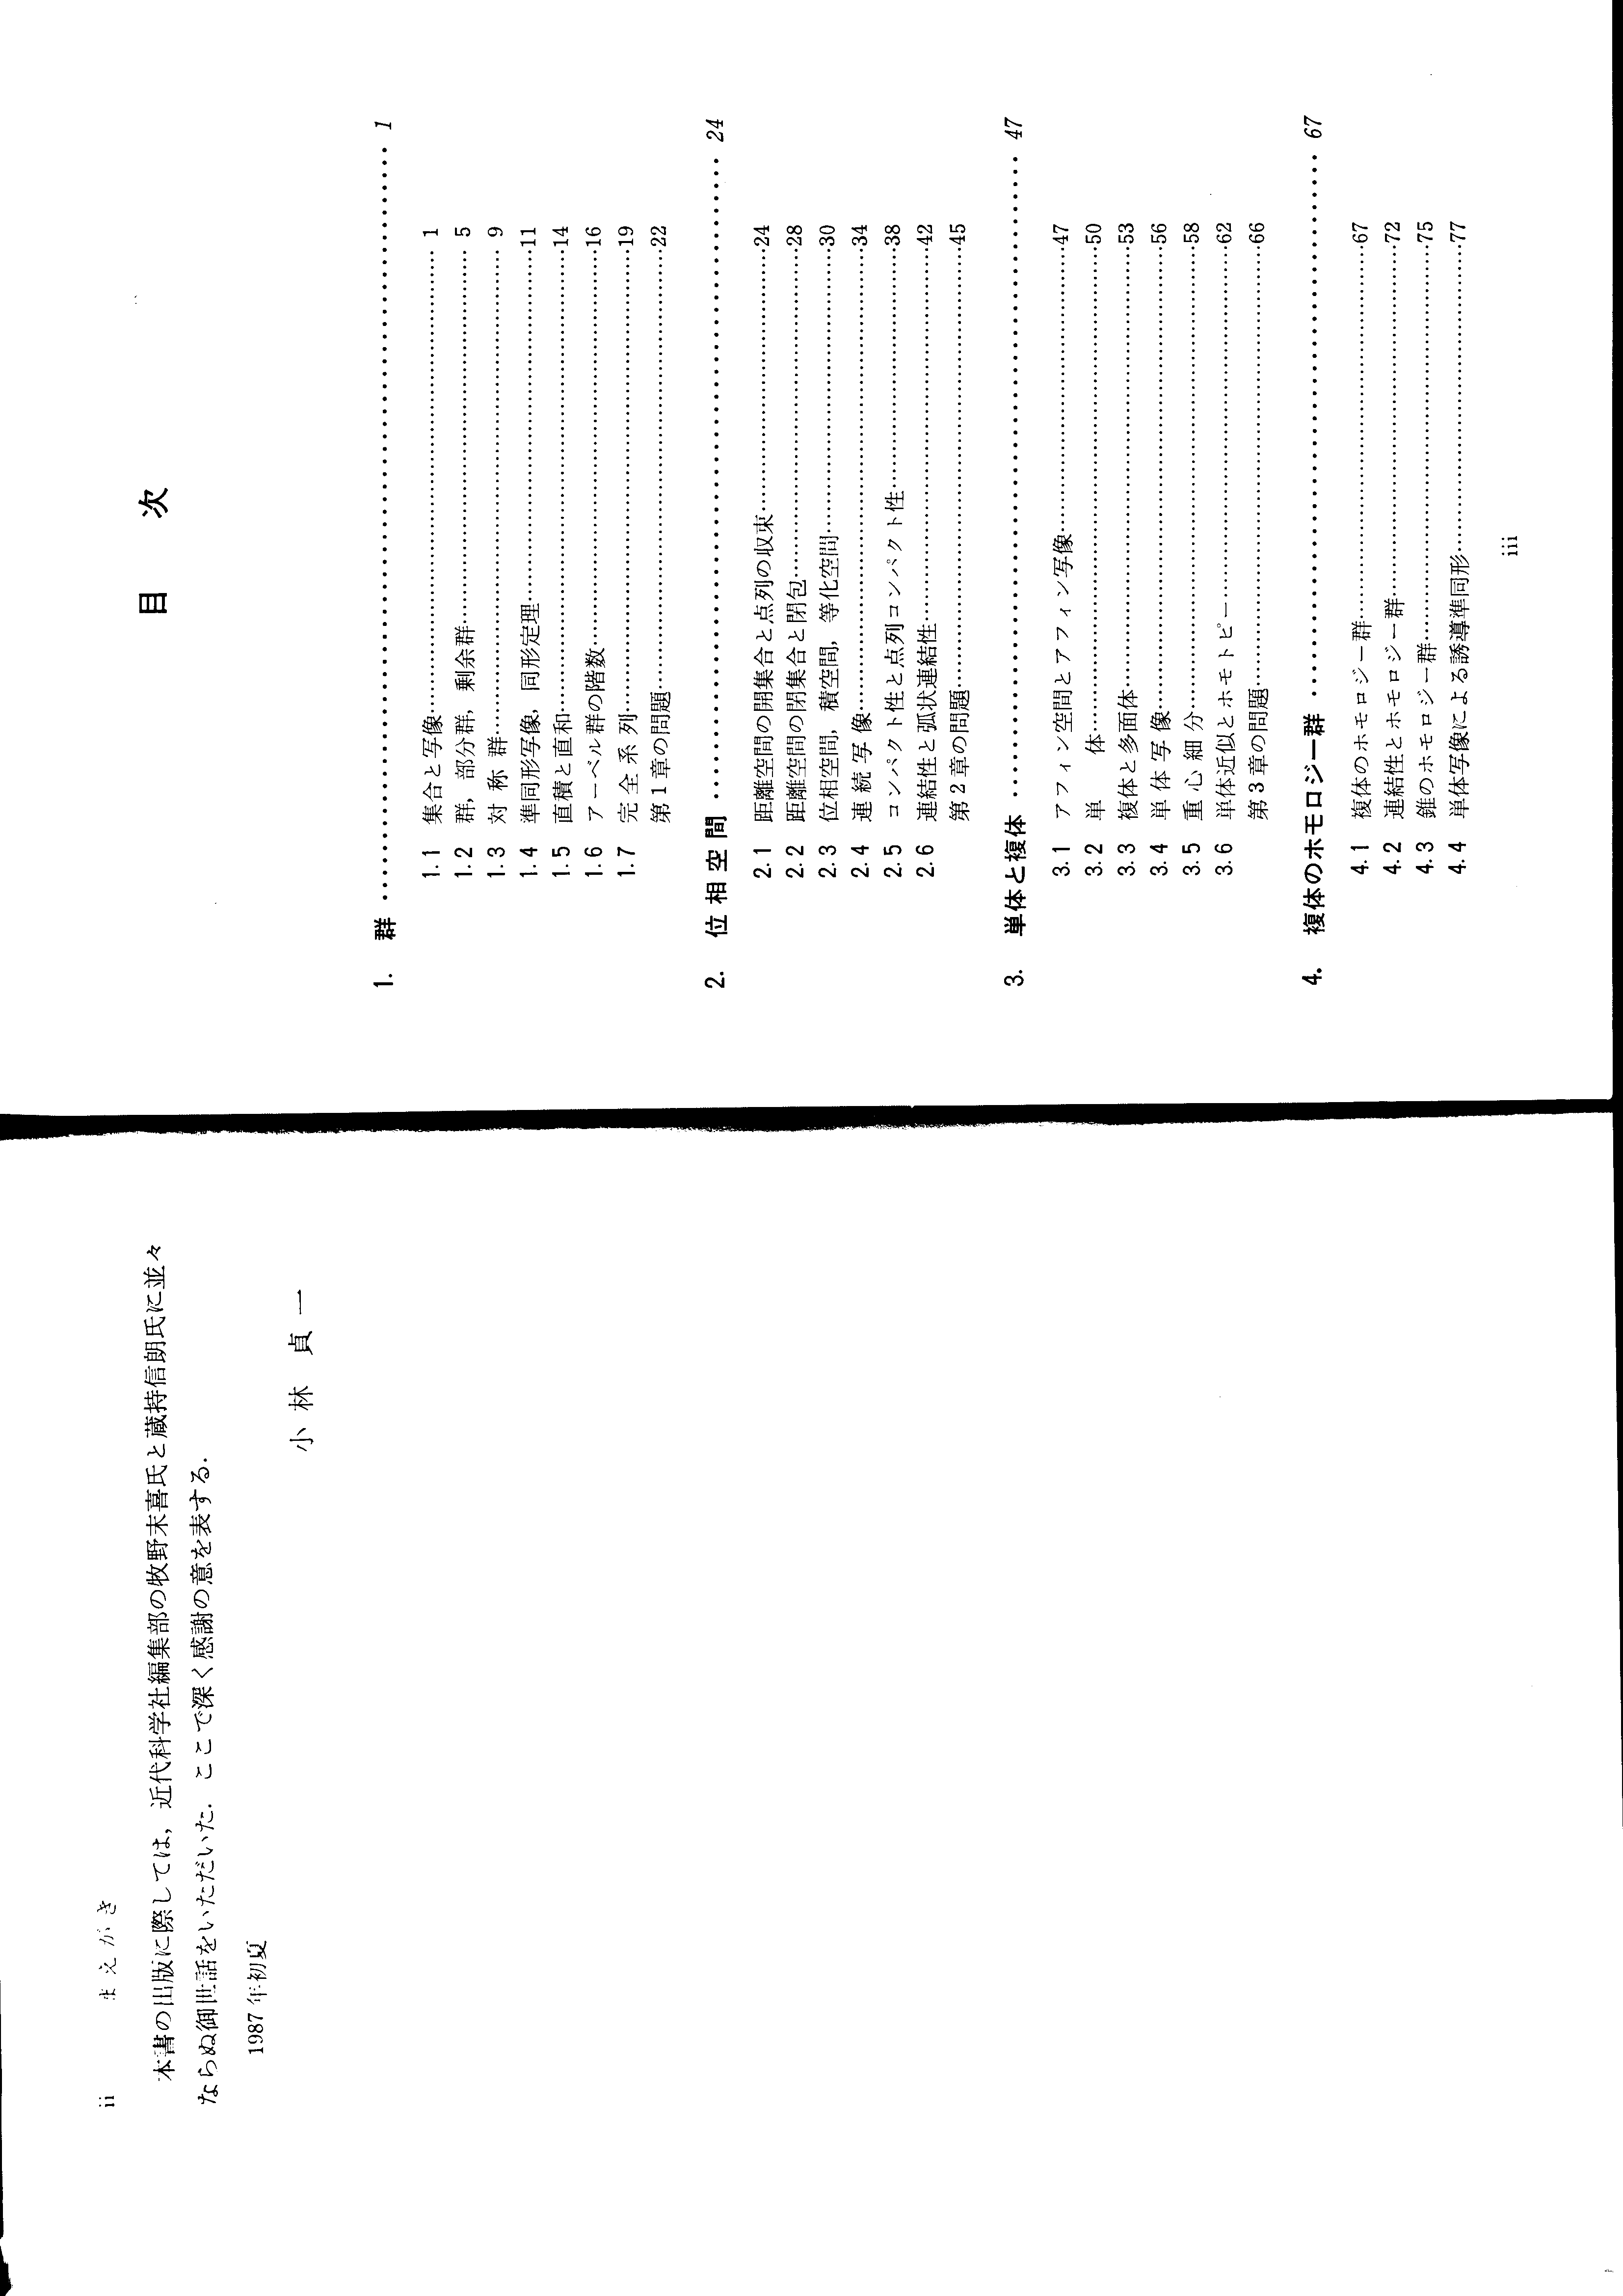 ii　まえがき
本書の出版に際しては，近代科学社編集部の牧野末喜氏と蔵持信朗氏に並々
ならぬ御世話をいただいた．ここで深く感謝の意を表する．
1987 年初夏
小林　貞一
目　次
1.　群 ………… 1
1.1　集合と写像………… 1
1.2　群，部分群，剰余群………… 5
1.3　対称群………… 9
1.4　準同形写像，同形定理…………11
1.5　直積と直和…………14
1.6　アーベル群の階数…………16
1.7　完全系列…………19
第1章の問題…………22
2.　位相空間 ………… 24
2.1　距離空間の開集合と点列の収束…………24
2.2　距離空間の閉集合と閉包…………28
2.3　位相空間，積空間，等化空間…………30
2.4　連続写像…………34
2.5　コンパクト性と点列コンパクト性…………38
2.6　連結性と弧状連結性…………42
第2章の問題…………45
3.　単体と複体 ………… 47
3.1　アフィン空間とアフィン写像…………47
3.2　単　体…………50
3.3　複体と多面体…………53
3.4　単体写像…………56
3.5　重心細分…………58
3.6　単体近似とホモトピー…………62
第3章の問題…………66
4.　複体のホモロジー群 ………… 67
4.1　複体のホモロジー群…………67
4.2　連結性とホモロジー群…………72
4.3　錐のホモロジー群…………75
4.4　単体写像による誘導準同形…………77
iii